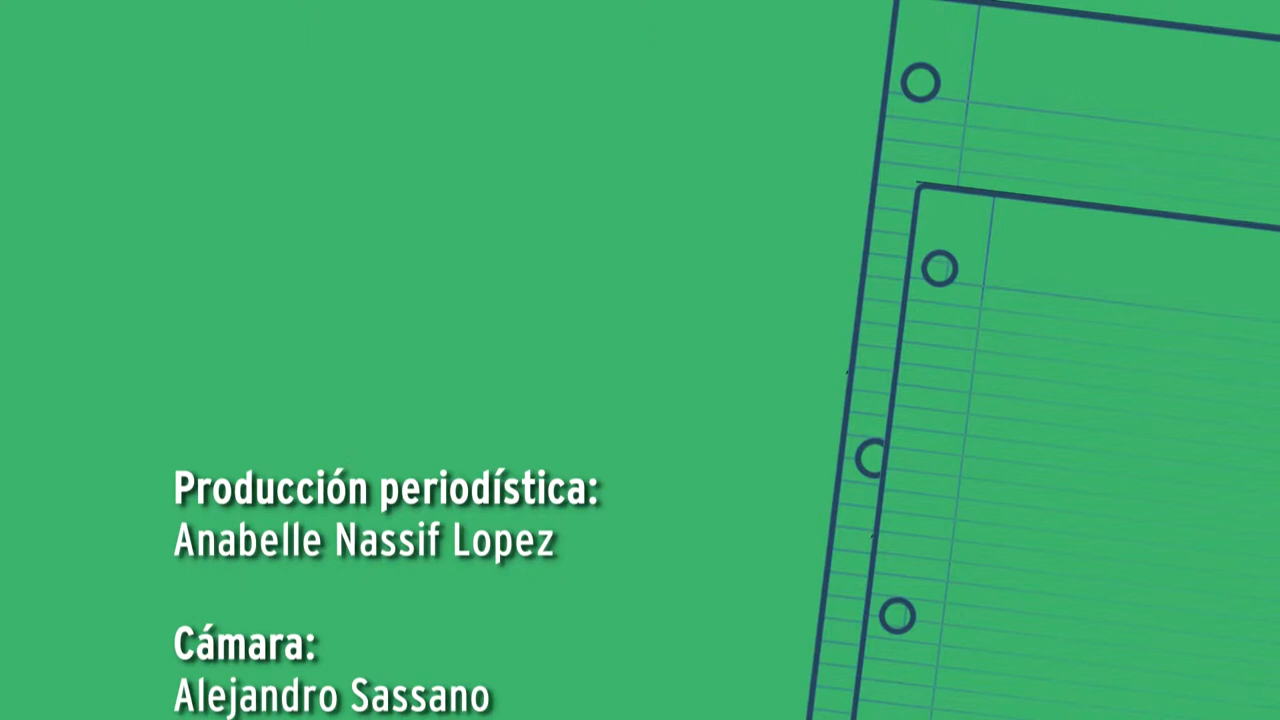 Producción periodística:
Anabelle Nassif Lopez
Cámara:
Alejandro Sassano